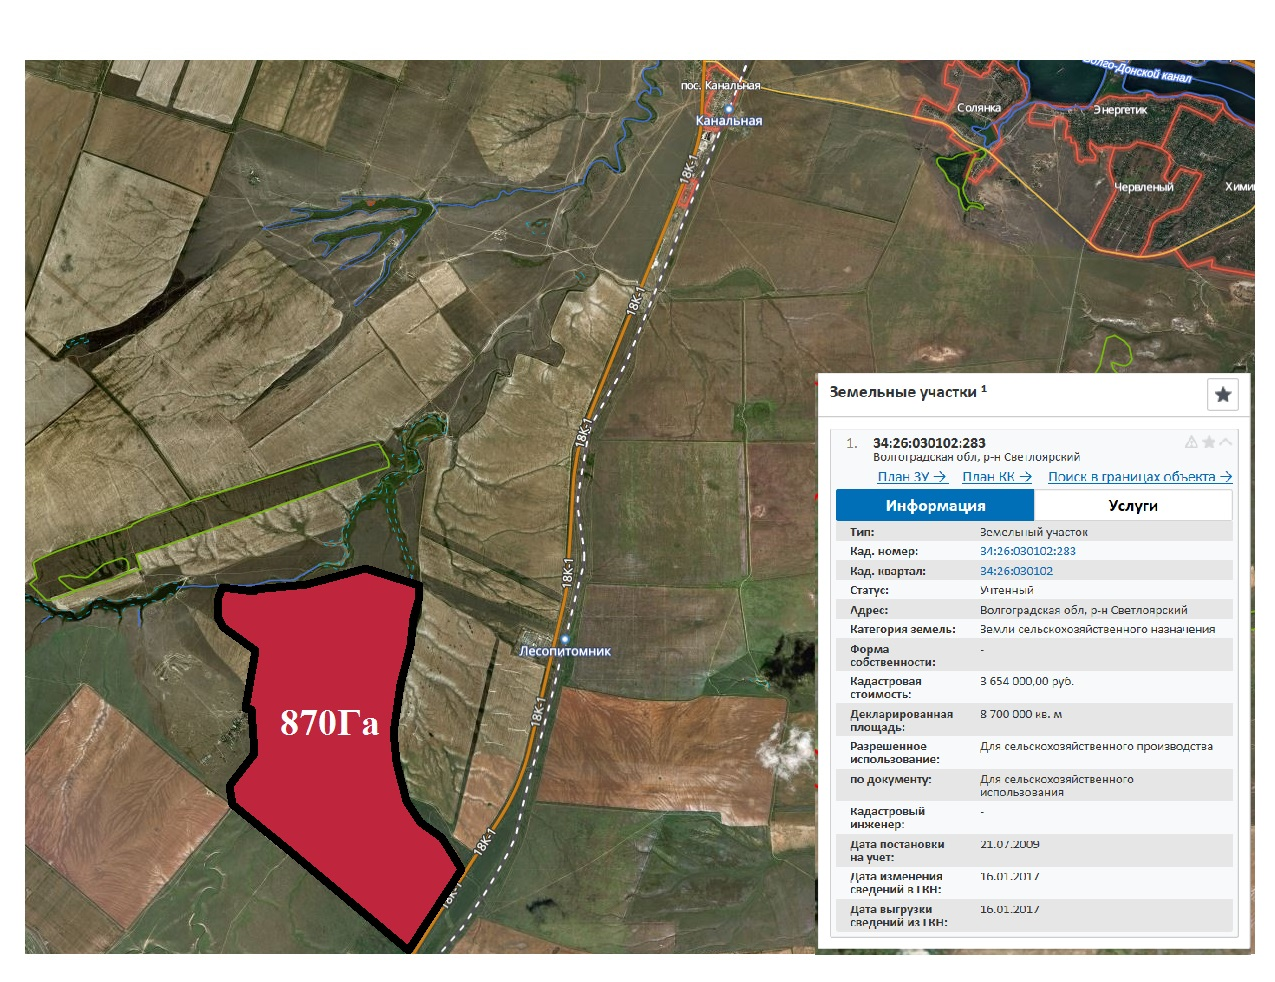 Волго-Донской канал
пос. Канальная
Канальная
Солянка
Энергетик
Червленый
Хими
18К-1
18К-1
18К-1
18К-1
Лесопитомник
18К-1
18К-1
18К-1
870Га
Земельные участки 1
1. 34:26:030102:283
Волгоградская обл, р-н Светлоярский
План ЗУ → План КК → Поиск в границах объекта →
Информация Услуги
Тип: Земельный участок
Кад. номер: 34:26:030102:283
Кад. квартал: 34:26:030102
Статус: Учтенный
Адрес: Волгоградская обл, р-н Светлоярский
Категория земель: Земли сельскохозяйственного назначения
Форма
собственности: -
Кадастровая
стоимость: 3 654 000,00 руб.
Декларированная
площадь: 8 700 000 кв. м
Разрешенное
использование: Для сельскохозяйственного производства
по документу: Для сельскохозяйственного
использования
Кадастровый
инженер: -
Дата постановки
на учет: 21.07.2009
Дата изменения
сведений в ГКН: 16.01.2017
Дата выгрузки
сведений из ГКН: 16.01.2017